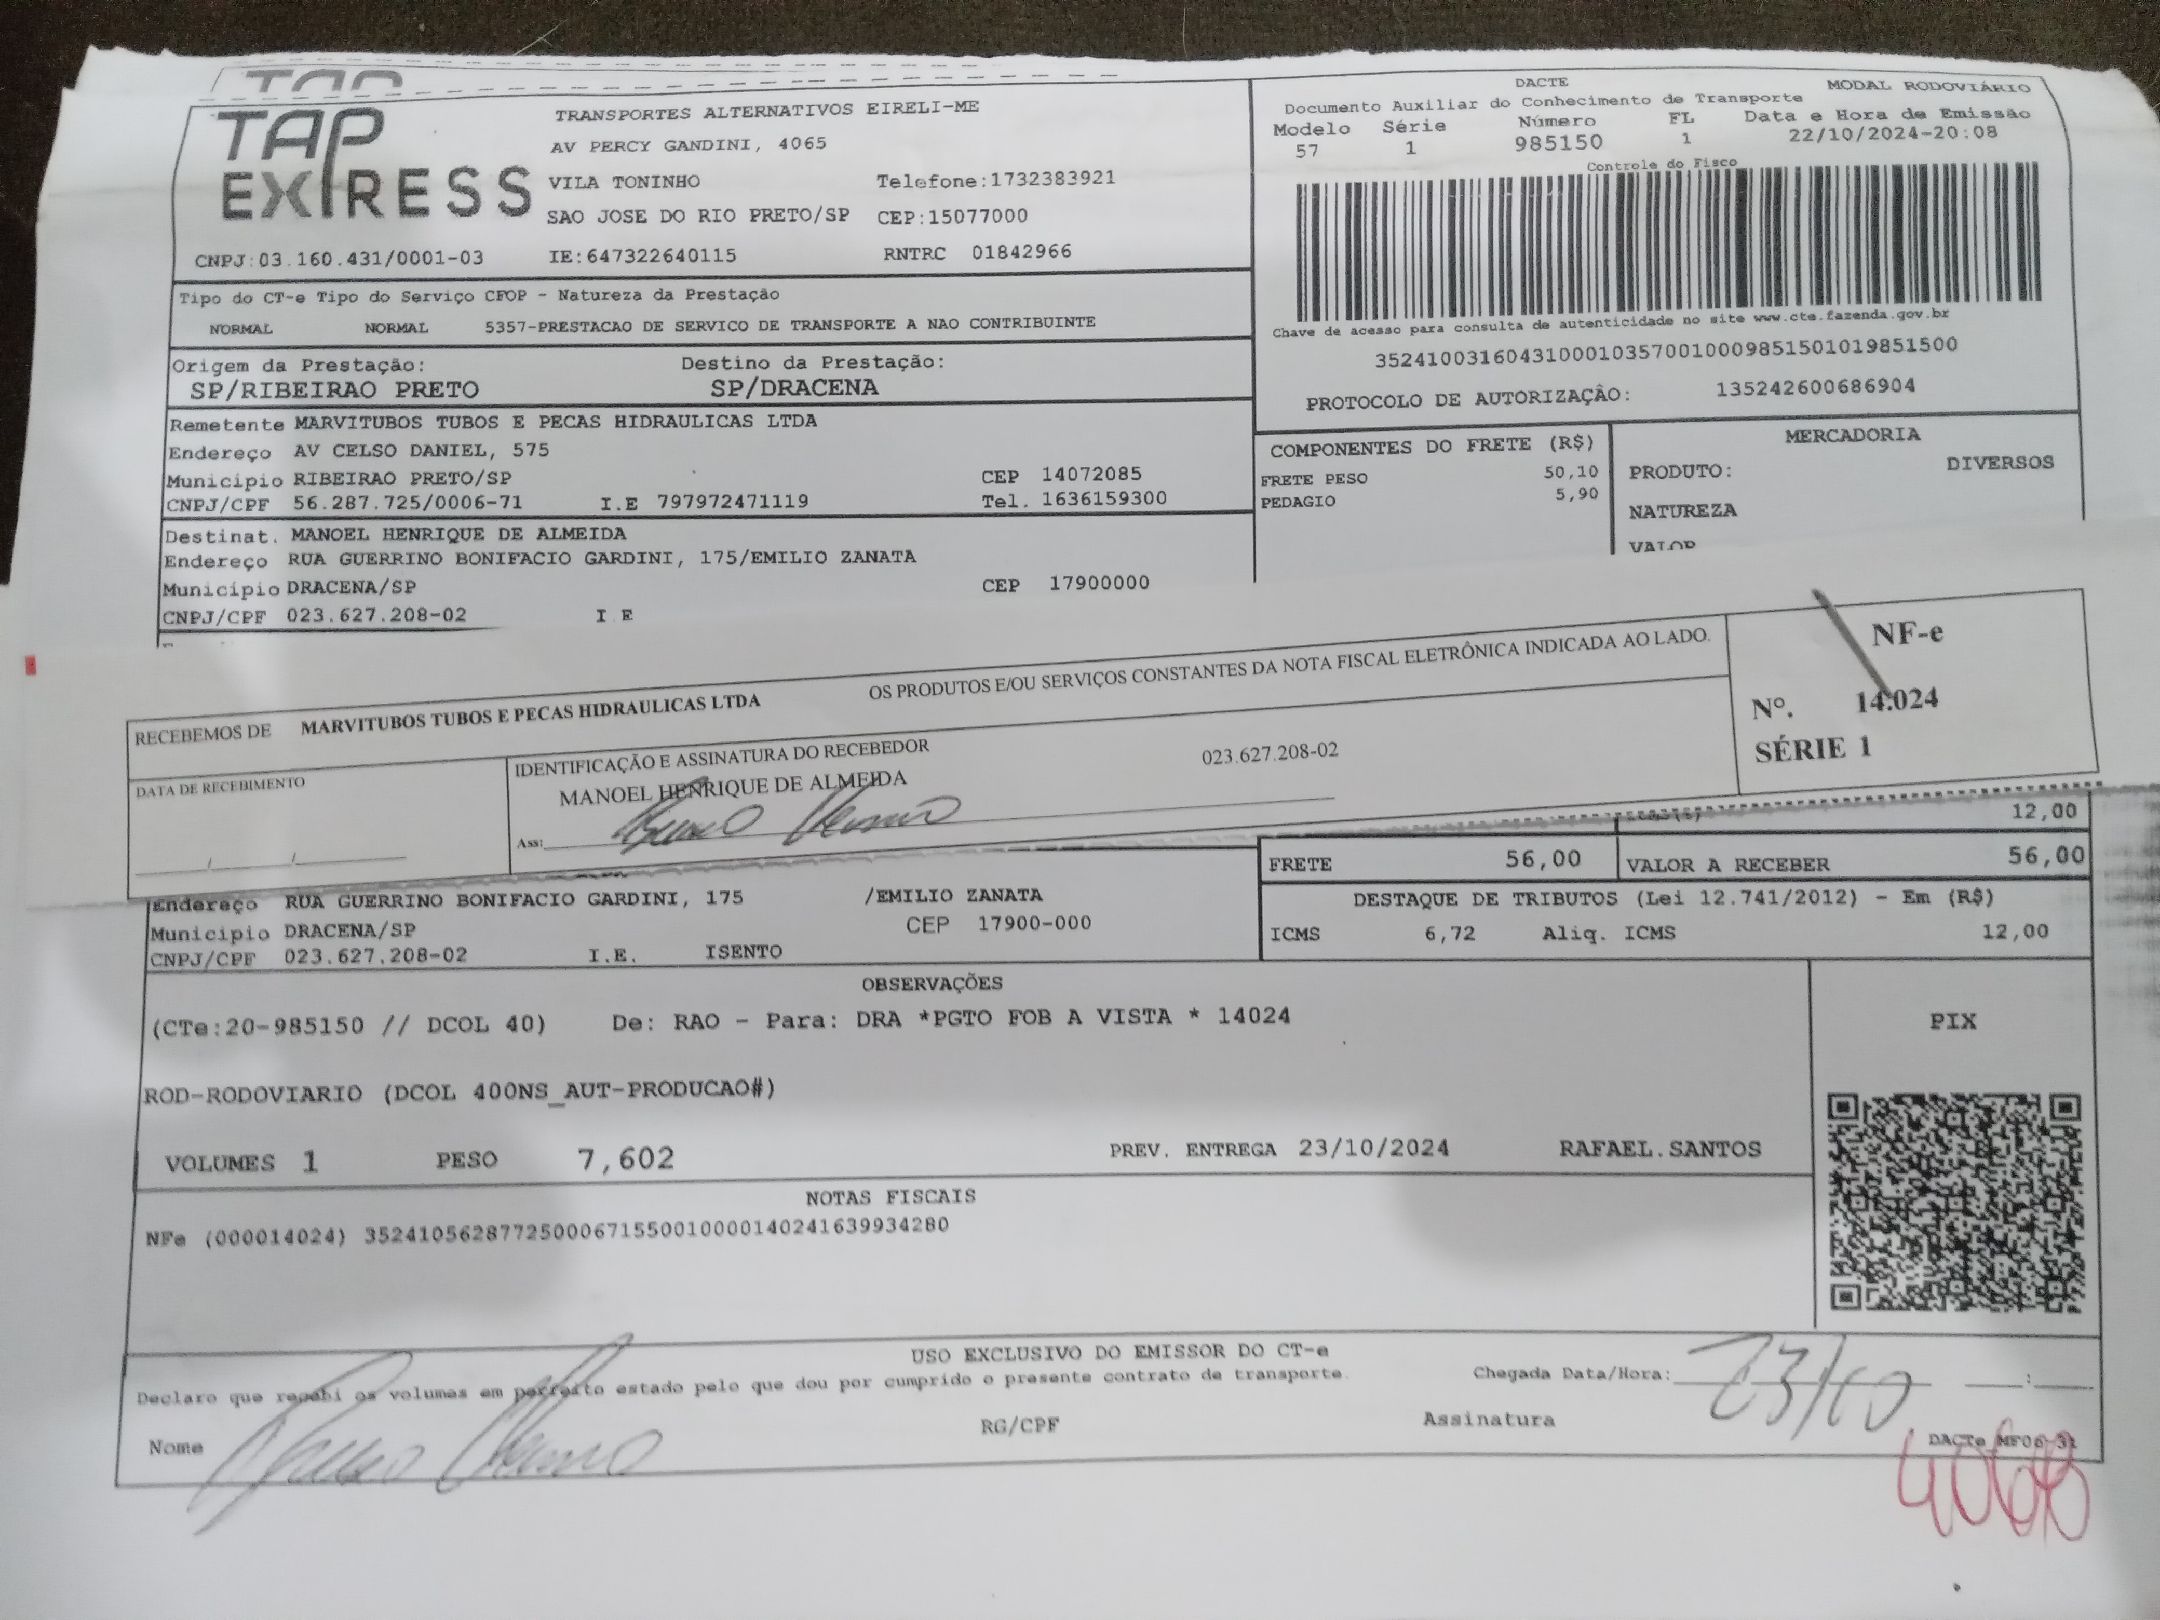 TAP
TAP EXPRESS
TRANSPORTES ALTERNATIVOS EIRELI-ME
AV PERCY GANDINI, 4065
VILA TONINHO Telefone:1732383921
SAO JOSE DO RIO PRETO/SP CEP:15077000
CNPJ:03.160.431/0001-03 IE:647322640115 RNTRC 01842966
DACTE MODAL RODOVIÁRIO
Documento Auxiliar do Conhecimento de Transporte
Modelo Série Número FL Data e Hora de Emissão
57 1 985150 1 22/10/2024-20:08
Controle do Fisco
Chave de acesso para consulta de autenticidade no site www.cte.fazenda.gov.br
35241003160431000103570010009851501019851500
PROTOCOLO DE AUTORIZAÇÃO: 135242600686904
Tipo do CT-e Tipo do Serviço CFOP - Natureza da Prestação
NORMAL NORMAL 5357-PRESTACAO DE SERVICO DE TRANSPORTE A NAO CONTRIBUINTE
Origem da Prestação: Destino da Prestação:
SP/RIBEIRAO PRETO SP/DRACENA
Remetente MARVITUBOS TUBOS E PECAS HIDRAULICAS LTDA
Endereço AV CELSO DANIEL, 575
Município RIBEIRAO PRETO/SP CEP 14072085
CNPJ/CPF 56.287.725/0006-71 I.E 797972471119 Tel. 1636159300
COMPONENTES DO FRETE (R$)
FRETE PESO 50,10
PEDAGIO 5,90
MERCADORIA
PRODUTO: DIVERSOS
NATUREZA
VALOR
Destinat. MANOEL HENRIQUE DE ALMEIDA
Endereço RUA GUERRINO BONIFACIO GARDINI, 175/EMILIO ZANATA
Município DRACENA/SP CEP 17900000
CNPJ/CPF 023.627.208-02 I E
RECEBEMOS DE MARVITUBOS TUBOS E PECAS HIDRAULICAS LTDA OS PRODUTOS E/OU SERVIÇOS CONSTANTES DA NOTA FISCAL ELETRÔNICA INDICADA AO LADO.
NF-e
Nº. 14.024
SÉRIE 1
DATA DE RECEBIMENTO
IDENTIFICAÇÃO E ASSINATURA DO RECEBEDOR
MANOEL HENRIQUE DE ALMEIDA 023.627.208-02
Ass:
12,00
FRETE 56,00 VALOR A RECEBER 56,00
Endereço RUA GUERRINO BONIFACIO GARDINI, 175 /EMILIO ZANATA
Município DRACENA/SP CEP 17900-000
CNPJ/CPF 023.627.208-02 I.E. ISENTO
DESTAQUE DE TRIBUTOS (Lei 12.741/2012) - Em (R$)
ICMS 6,72 Aliq. ICMS 12,00
OBSERVAÇÕES
(CTe:20-985150 // DCOL 40) De: RAO - Para: DRA *PGTO FOB A VISTA * 14024
ROD-RODOVIARIO (DCOL 400NS_AUT-PRODUCAO#)
PIX
VOLUMES 1 PESO 7,602 PREV. ENTREGA 23/10/2024 RAFAEL.SANTOS
NOTAS FISCAIS
NFe (000014024) 35241056287725000671550010000140241639934280
USO EXCLUSIVO DO EMISSOR DO CT-e
Declaro que recebi os volumes em perfeito estado pelo que dou por cumprido o presente contrato de transporte.
Chegada Data/Hora: 23/10
Nome RG/CPF Assinatura
DACTe MF06